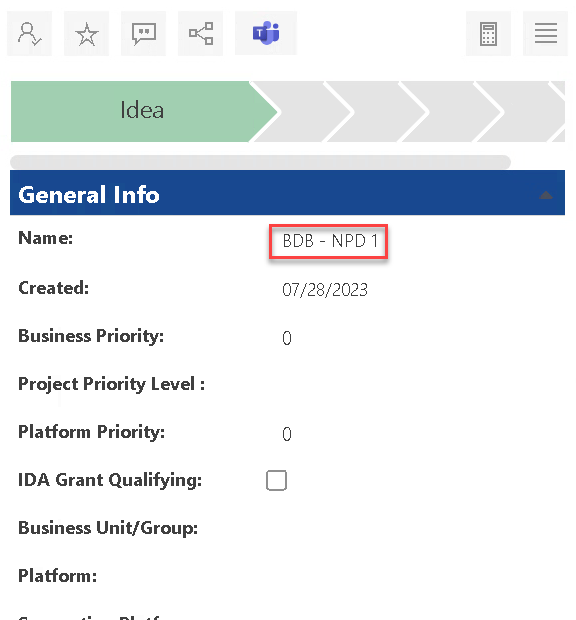 Idea
General Info
Name: BDB - NPD 1
Created: 07/28/2023
Business Priority: 0
Project Priority Level :
Platform Priority: 0
IDA Grant Qualifying:
Business Unit/Group:
Platform: